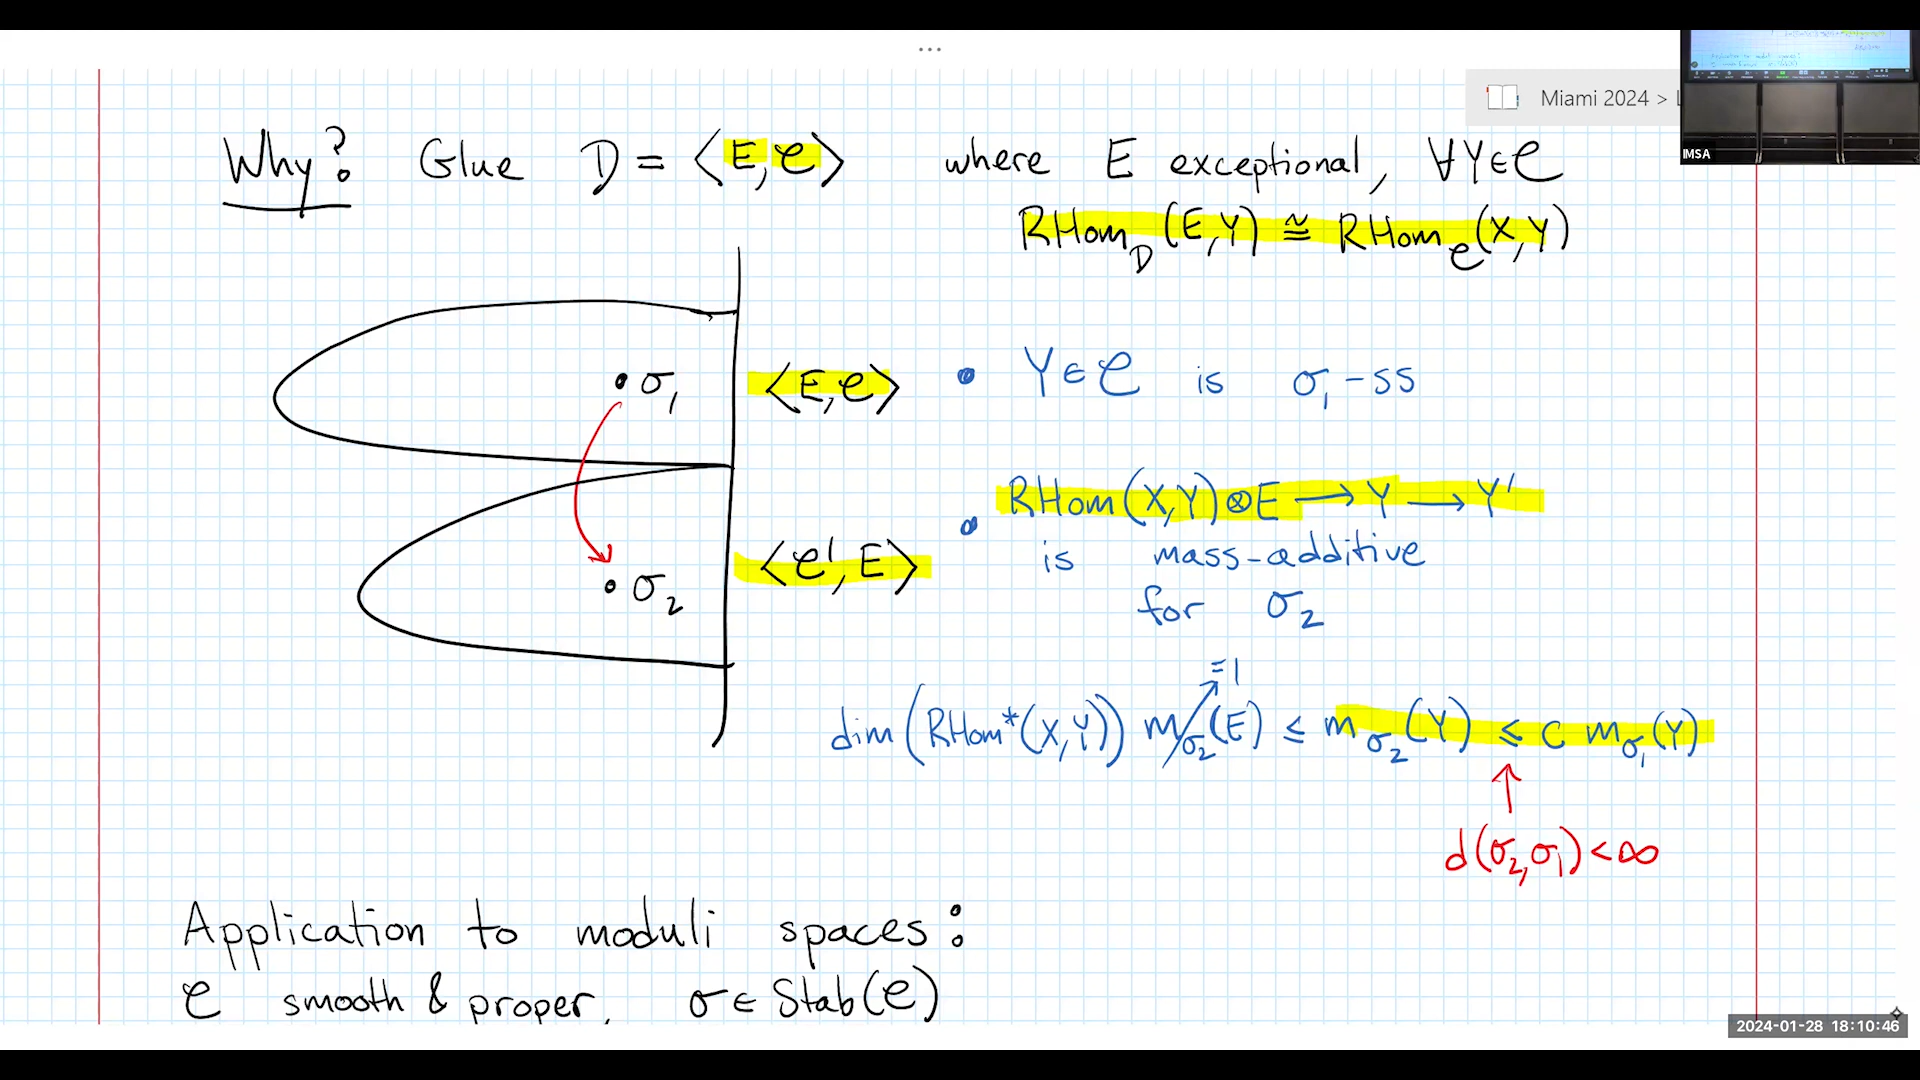 ...
Miami 2024 > L
IMSA
Why? Glue D = ⟨E, 𝒞⟩ where E exceptional, ∀Y∈𝒞
RHom_D(E,Y) ≅ RHom_𝒞(X,Y)
• σ₁ ⟨E, 𝒞⟩ • Y∈𝒞 is σ₁-ss
• RHom(X,Y)⊗E → Y → Y'
• σ₂ ⟨𝒞', E⟩ is mass-additive
for σ₂
=1
dim(RHom*(X,Y)) m_σ₂(E) ≤ m_σ₂(Y) ≤ c m_σ₁(Y)
↑
d(σ₂,σ₁)<∞
Application to moduli spaces:
𝒞 smooth & proper, σ∈Stab(𝒞)
2024-01-28 18:10:46